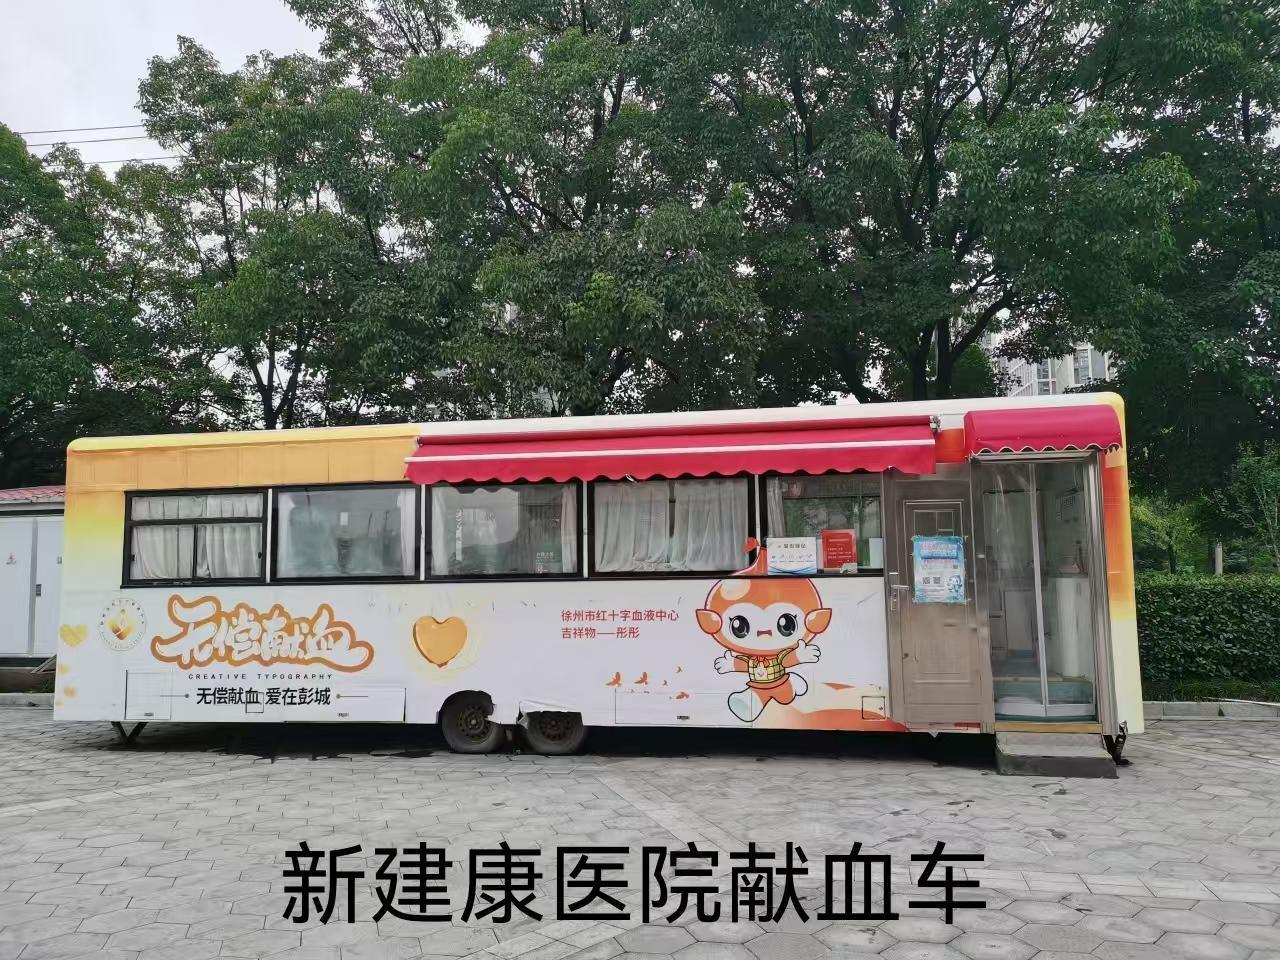 无偿献血
CREATIVE TYPOGRAPHY
无偿献血 爱在彭城
徐州市红十字血液中心
吉祥物——彤彤
新建康医院献血车